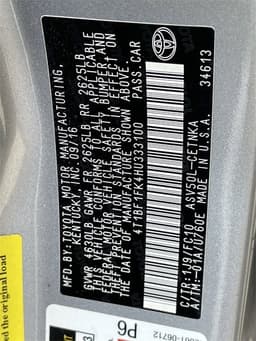 MFD. BY: TOYOTA MOTOR MANUFACTURING,
KENTUCKY, INC. 09/16
GVWR 4630LB GAWR FR 2625LB RR 2625LB
THIS VEHICLE CONFORMS TO ALL APPLICABLE
FEDERAL MOTOR VEHICLE SAFETY, BUMPER, AND
THEFT PREVENTION STANDARDS IN EFFECT ON
THE DATE OF MANUFACTURE SHOWN ABOVE.
4T1BF1FK4HU333100 PASS.CAR
C/TR: 1J9/FC10 ASV50L-CETNKA
A/TM: -01A/U760E MADE IN U.S.A.
34613
the original load
P6